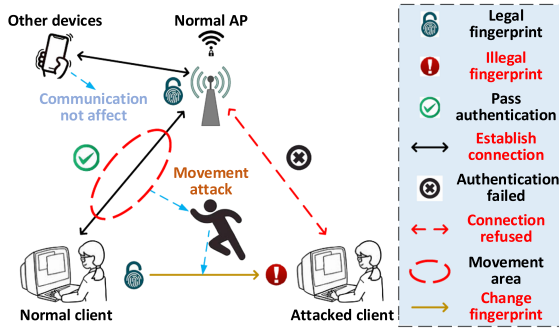 Other devices
Normal AP
Communication
not affect
Movement
attack
Normal client
Attacked client
Legal
fingerprint
Illegal
fingerprint
Pass
authentication
Establish
connection
Authentication
failed
Connection
refused
Movement
area
Change
fingerprint